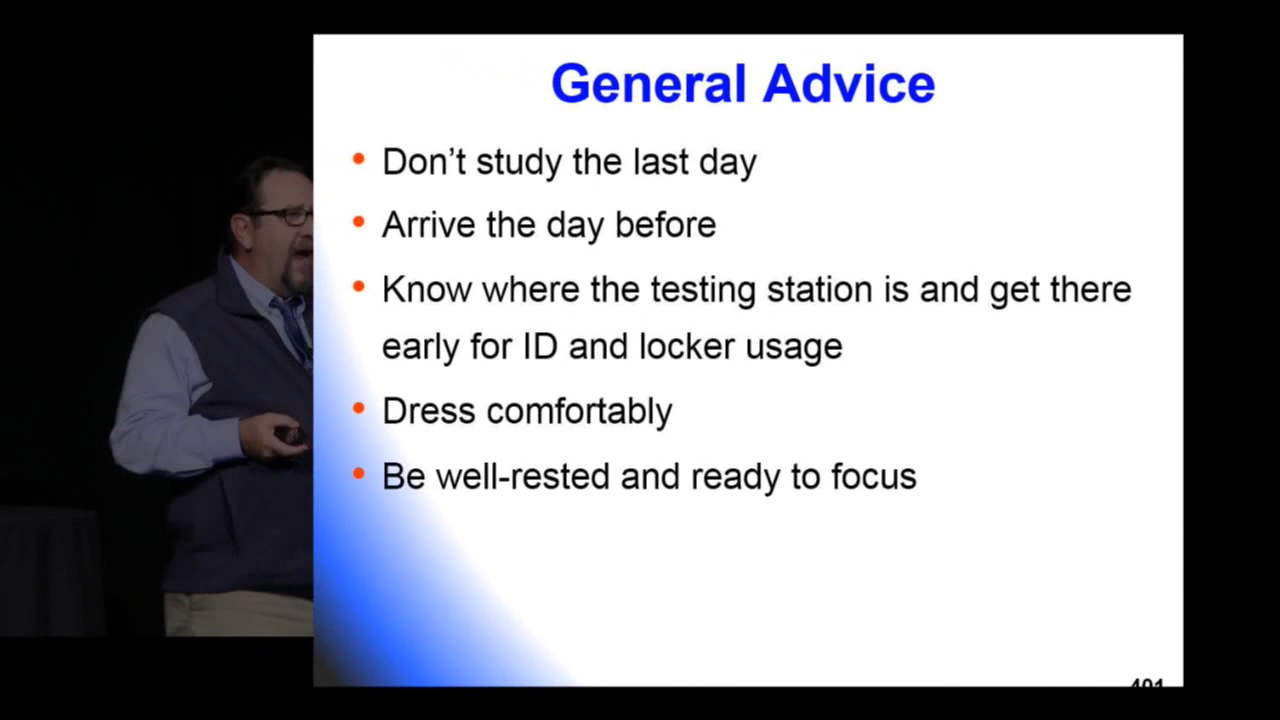 General Advice
• Don't study the last day
• Arrive the day before
• Know where the testing station is and get there
early for ID and locker usage
• Dress comfortably
• Be well-rested and ready to focus